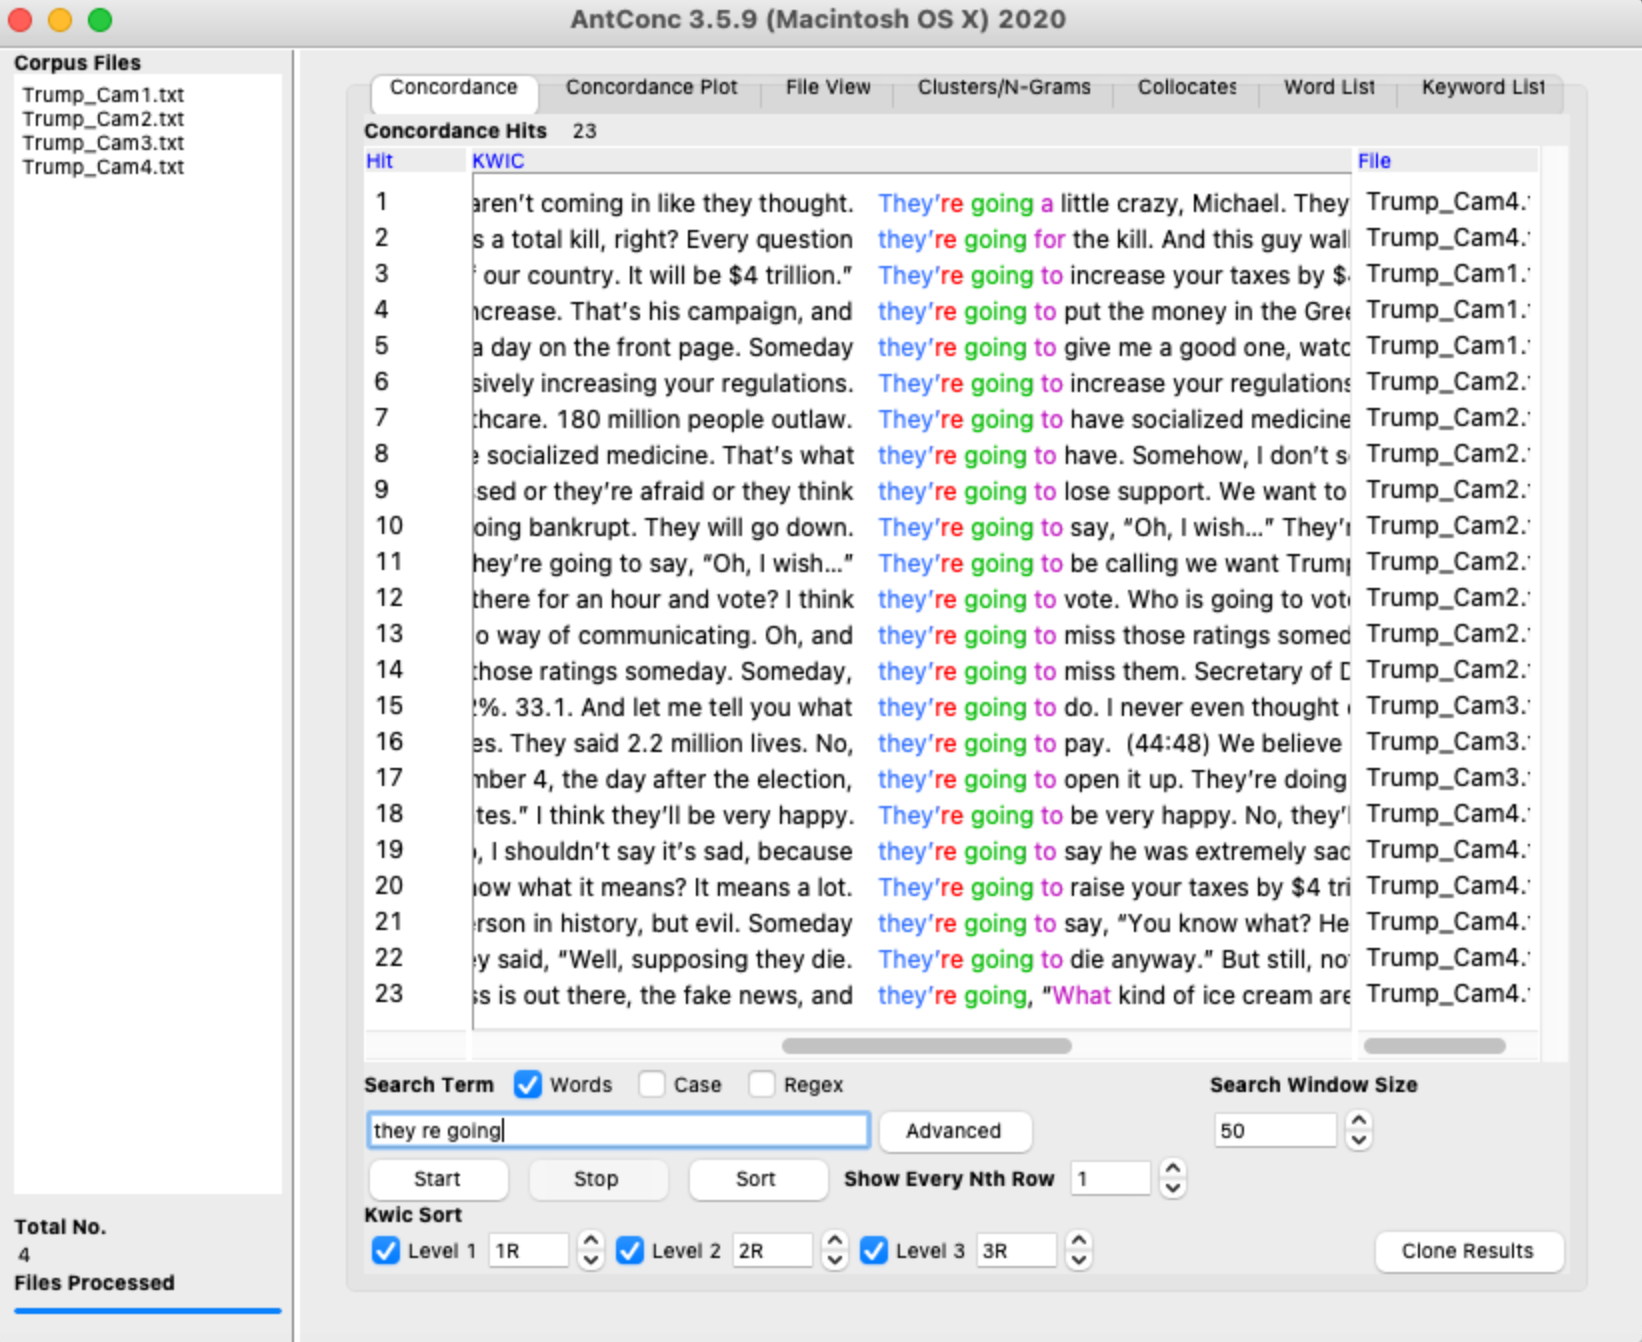 AntConc 3.5.9 (Macintosh OS X) 2020
Corpus Files
Trump_Cam1.txt
Trump_Cam2.txt
Trump_Cam3.txt
Trump_Cam4.txt
Total No.
4
Files Processed
Concordance Concordance Plot File View Clusters/N-Grams Collocates Word List Keyword List
Concordance Hits 23
Hit KWIC File
1 aren’t coming in like they thought. They’re going a little crazy, Michael. They Trump_Cam4.
2 s a total kill, right? Every question they’re going for the kill. And this guy wal Trump_Cam4.
3 our country. It will be $4 trillion.” They’re going to increase your taxes by $ Trump_Cam1.
4 ncrease. That’s his campaign, and they’re going to put the money in the Gree Trump_Cam1.
5 a day on the front page. Someday they’re going to give me a good one, watc Trump_Cam1.
6 sively increasing your regulations. They’re going to increase your regulations Trump_Cam2.
7 thcare. 180 million people outlaw. They’re going to have socialized medicine Trump_Cam2.
8 e socialized medicine. That’s what they’re going to have. Somehow, I don’t s Trump_Cam2.
9 ssed or they’re afraid or they think they’re going to lose support. We want to Trump_Cam2.
10 oing bankrupt. They will go down. They’re going to say, “Oh, I wish...” They’r Trump_Cam2.
11 hey’re going to say, “Oh, I wish...” They’re going to be calling we want Trump Trump_Cam2.
12 there for an hour and vote? I think they’re going to vote. Who is going to vot Trump_Cam2.
13 o way of communicating. Oh, and they’re going to miss those ratings somed Trump_Cam2.
14 those ratings someday. Someday, they’re going to miss them. Secretary of D Trump_Cam2.
15 2%. 33.1. And let me tell you what they’re going to do. I never even thought Trump_Cam3.
16 es. They said 2.2 million lives. No, they’re going to pay. (44:48) We believe Trump_Cam3.
17 mber 4, the day after the election, they’re going to open it up. They’re doing Trump_Cam3.
18 tes.” I think they’ll be very happy. They’re going to be very happy. No, they’l Trump_Cam4.
19 , I shouldn’t say it’s sad, because they’re going to say he was extremely sad Trump_Cam4.
20 now what it means? It means a lot. They’re going to raise your taxes by $4 tri Trump_Cam4.
21 erson in history, but evil. Someday they’re going to say, “You know what? He Trump_Cam4.
22 ey said, “Well, supposing they die. They’re going to die anyway.” But still, no Trump_Cam4.
23 ss is out there, the fake news, and they’re going, “What kind of ice cream are Trump_Cam4.
Search Term Words Case Regex Search Window Size
they re going Advanced 50
Start Stop Sort Show Every Nth Row 1
Kwic Sort
Level 1 1R Level 2 2R Level 3 3R Clone Results